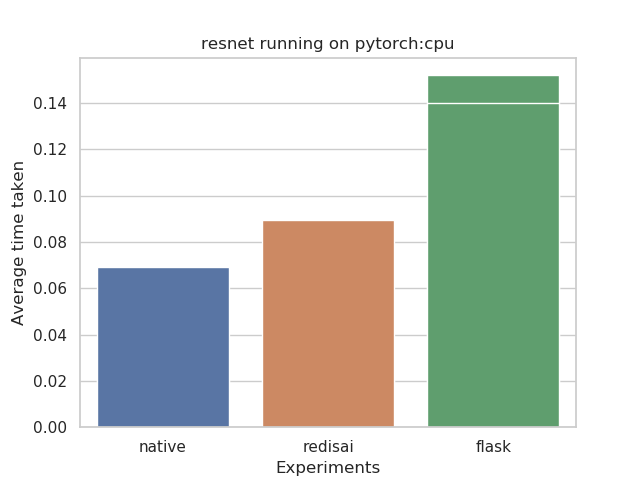 resnet running on pytorch:cpu
Average time taken
0.14
0.12
0.10
0.08
0.06
0.04
0.02
0.00
native redisai flask
Experiments